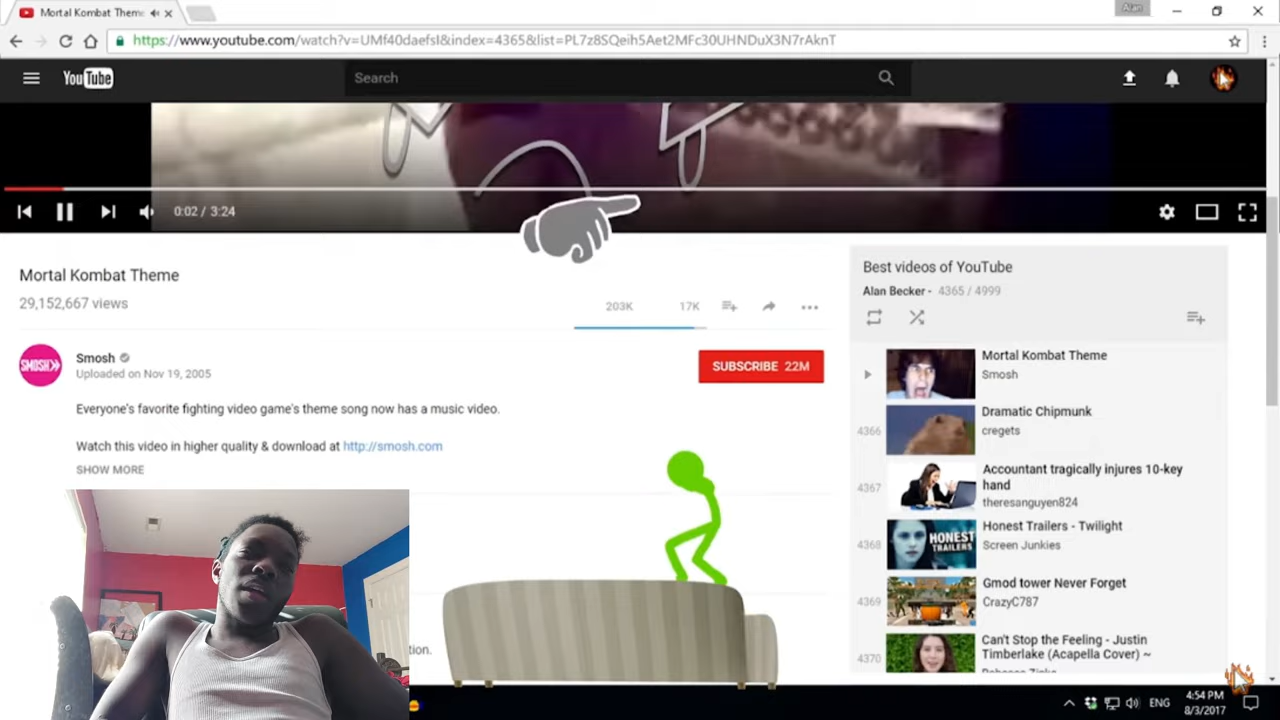 Mortal Kombat Theme
Alan
https://www.youtube.com/watch?v=UMf40daefsI&index=4365&list=PL7z8SQeih5Aet2MFc30UHNDuX3N7rAknT
YouTube
Search
0:02 / 3:24
Mortal Kombat Theme
29,152,667 views
203K
17K
SMOSH
Smosh
Uploaded on Nov 19, 2005
SUBSCRIBE 22M
Everyone's favorite fighting video game's theme song now has a music video.
Watch this video in higher quality & download at http://smosh.com
SHOW MORE
tion.
Best videos of YouTube
Alan Becker - 4365 / 4999
Mortal Kombat Theme
Smosh
4366
Dramatic Chipmunk
cregets
4367
Accountant tragically injures 10-key
hand
theresanguyen824
4368
HONEST
TRAILERS
Honest Trailers - Twilight
Screen Junkies
4369
Gmod tower Never Forget
CrazyC787
4370
Can't Stop the Feeling - Justin
Timberlake (Acapella Cover) ~
ENG
4:54 PM
8/3/2017